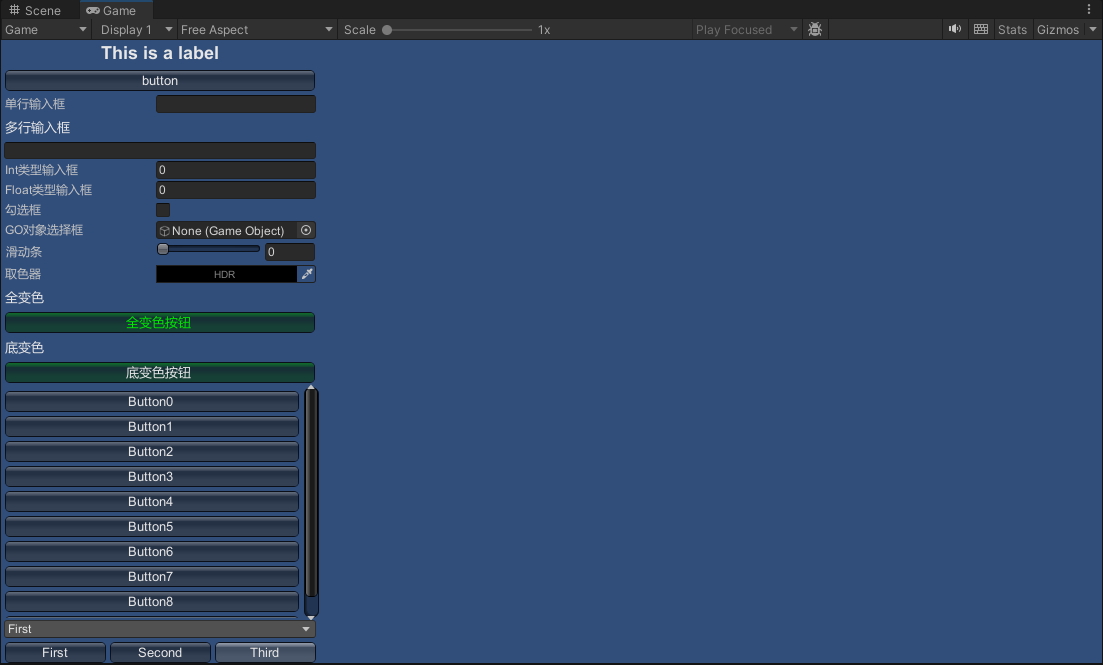 Scene Game
Game Display 1 Free Aspect Scale 1x Play Focused Stats Gizmos
This is a label
button
单行输入框
多行输入框
Int类型输入框 0
Float类型输入框 0
勾选框
GO对象选择框 None (Game Object)
滑动条 0
取色器 HDR
全变色
全变色按钮
底变色
底变色按钮
Button0
Button1
Button2
Button3
Button4
Button5
Button6
Button7
Button8
First
First Second Third